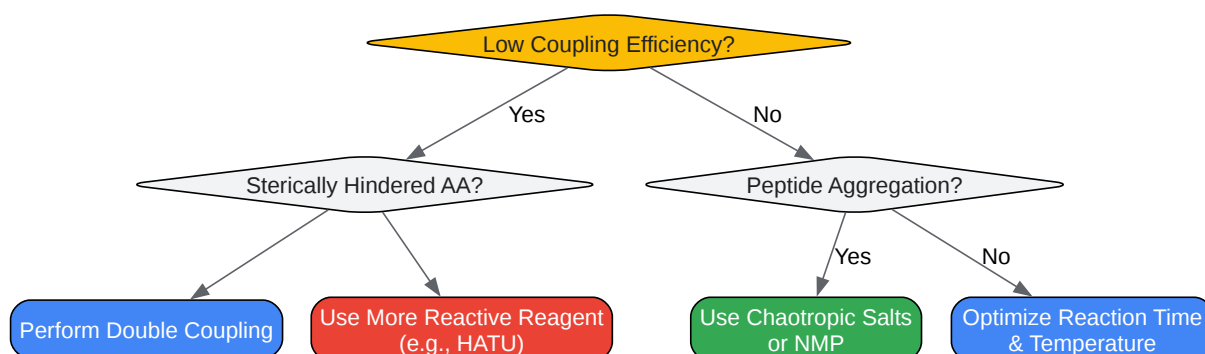 Low Coupling Efficiency?
Yes
No
Sterically Hindered AA?
Peptide Aggregation?
Yes
No
Perform Double Coupling
Use More Reactive Reagent
(e.g., HATU)
Use Chaotropic Salts
or NMP
Optimize Reaction Time
& Temperature